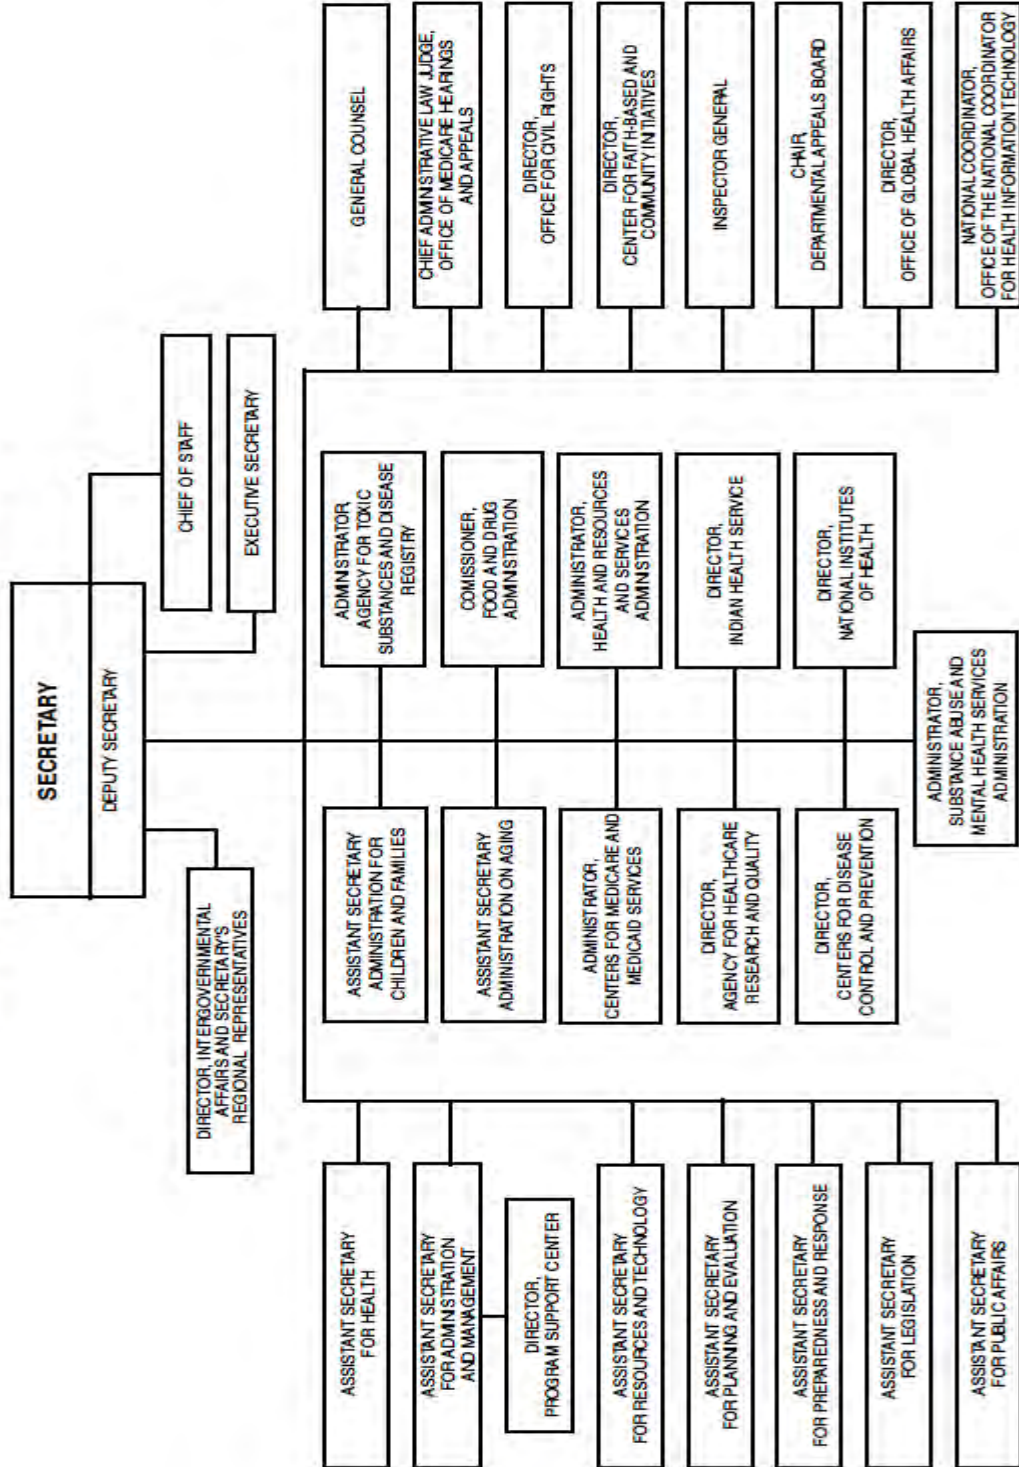 SECRETARY
DEPUTY SECRETARY
DIRECTOR, INTERGOVERNMENTAL
AFFAIRS AND SECRETARY'S
REGIONAL REPRESENTATIVES
CHIEF OF STAFF
EXECUTIVE SECRETARY
ASSISTANT SECRETARY
FOR HEALTH
ASSISTANT SECRETARY
FOR ADMINISTRATION
AND MANAGEMENT
DIRECTOR,
PROGRAM SUPPORT CENTER
ASSISTANT SECRETARY
FOR RESOURCES AND TECHNOLOGY
ASSISTANT SECRETARY
FOR PLANNING AND EVALUATION
ASSISTANT SECRETARY
FOR PREPAREDNESS AND RESPONSE
ASSISTANT SECRETARY
FOR LEGISLATION
ASSISTANT SECRETARY
FOR PUBLIC AFFAIRS
ASSISTANT SECRETARY
ADMINISTRATION FOR
CHILDREN AND FAMILIES
ASSISTANT SECRETARY
ADMINISTRATION ON AGING
ADMINISTRATOR,
CENTERS FOR MEDICARE AND
MEDICAID SERVICES
DIRECTOR,
AGENCY FOR HEALTHCARE
RESEARCH AND QUALITY
DIRECTOR,
CENTERS FOR DISEASE
CONTROL AND PREVENTION
ADMINISTRATOR,
AGENCY FOR TOXIC
SUBSTANCES AND DISEASE
REGISTRY
COMISSIONER,
FOOD AND DRUG
ADMINISTRATION
ADMINISTRATOR,
HEALTH AND RESOURCES
AND SERVICES
ADMINISTRATION
DIRECTOR,
INDIAN HEALTH SERVICE
DIRECTOR,
NATIONAL INSTITUTES
OF HEALTH
ADMINISTRATOR,
SUBSTANCE ABUSE AND
MENTAL HEALTH SERVICES
ADMINISTRATION
GENERAL COUNSEL
CHIEF ADMINISTRATIVE LAW JUDGE,
OFFICE OF MEDICARE HEARINGS
AND APPEALS
DIRECTOR,
OFFICE FOR CIVIL RIGHTS
DIRECTOR,
CENTER FOR FAITH-BASED AND
COMMUNITY INITIATIVES
INSPECTOR GENERAL
CHAIR,
DEPARTMENTAL APPEALS BOARD
DIRECTOR,
OFFICE OF GLOBAL HEALTH AFFAIRS
NATIONAL COORDINATOR,
OFFICE OF THE NATIONAL COORDINATOR
FOR HEALTH INFORMATION TECHNOLOGY